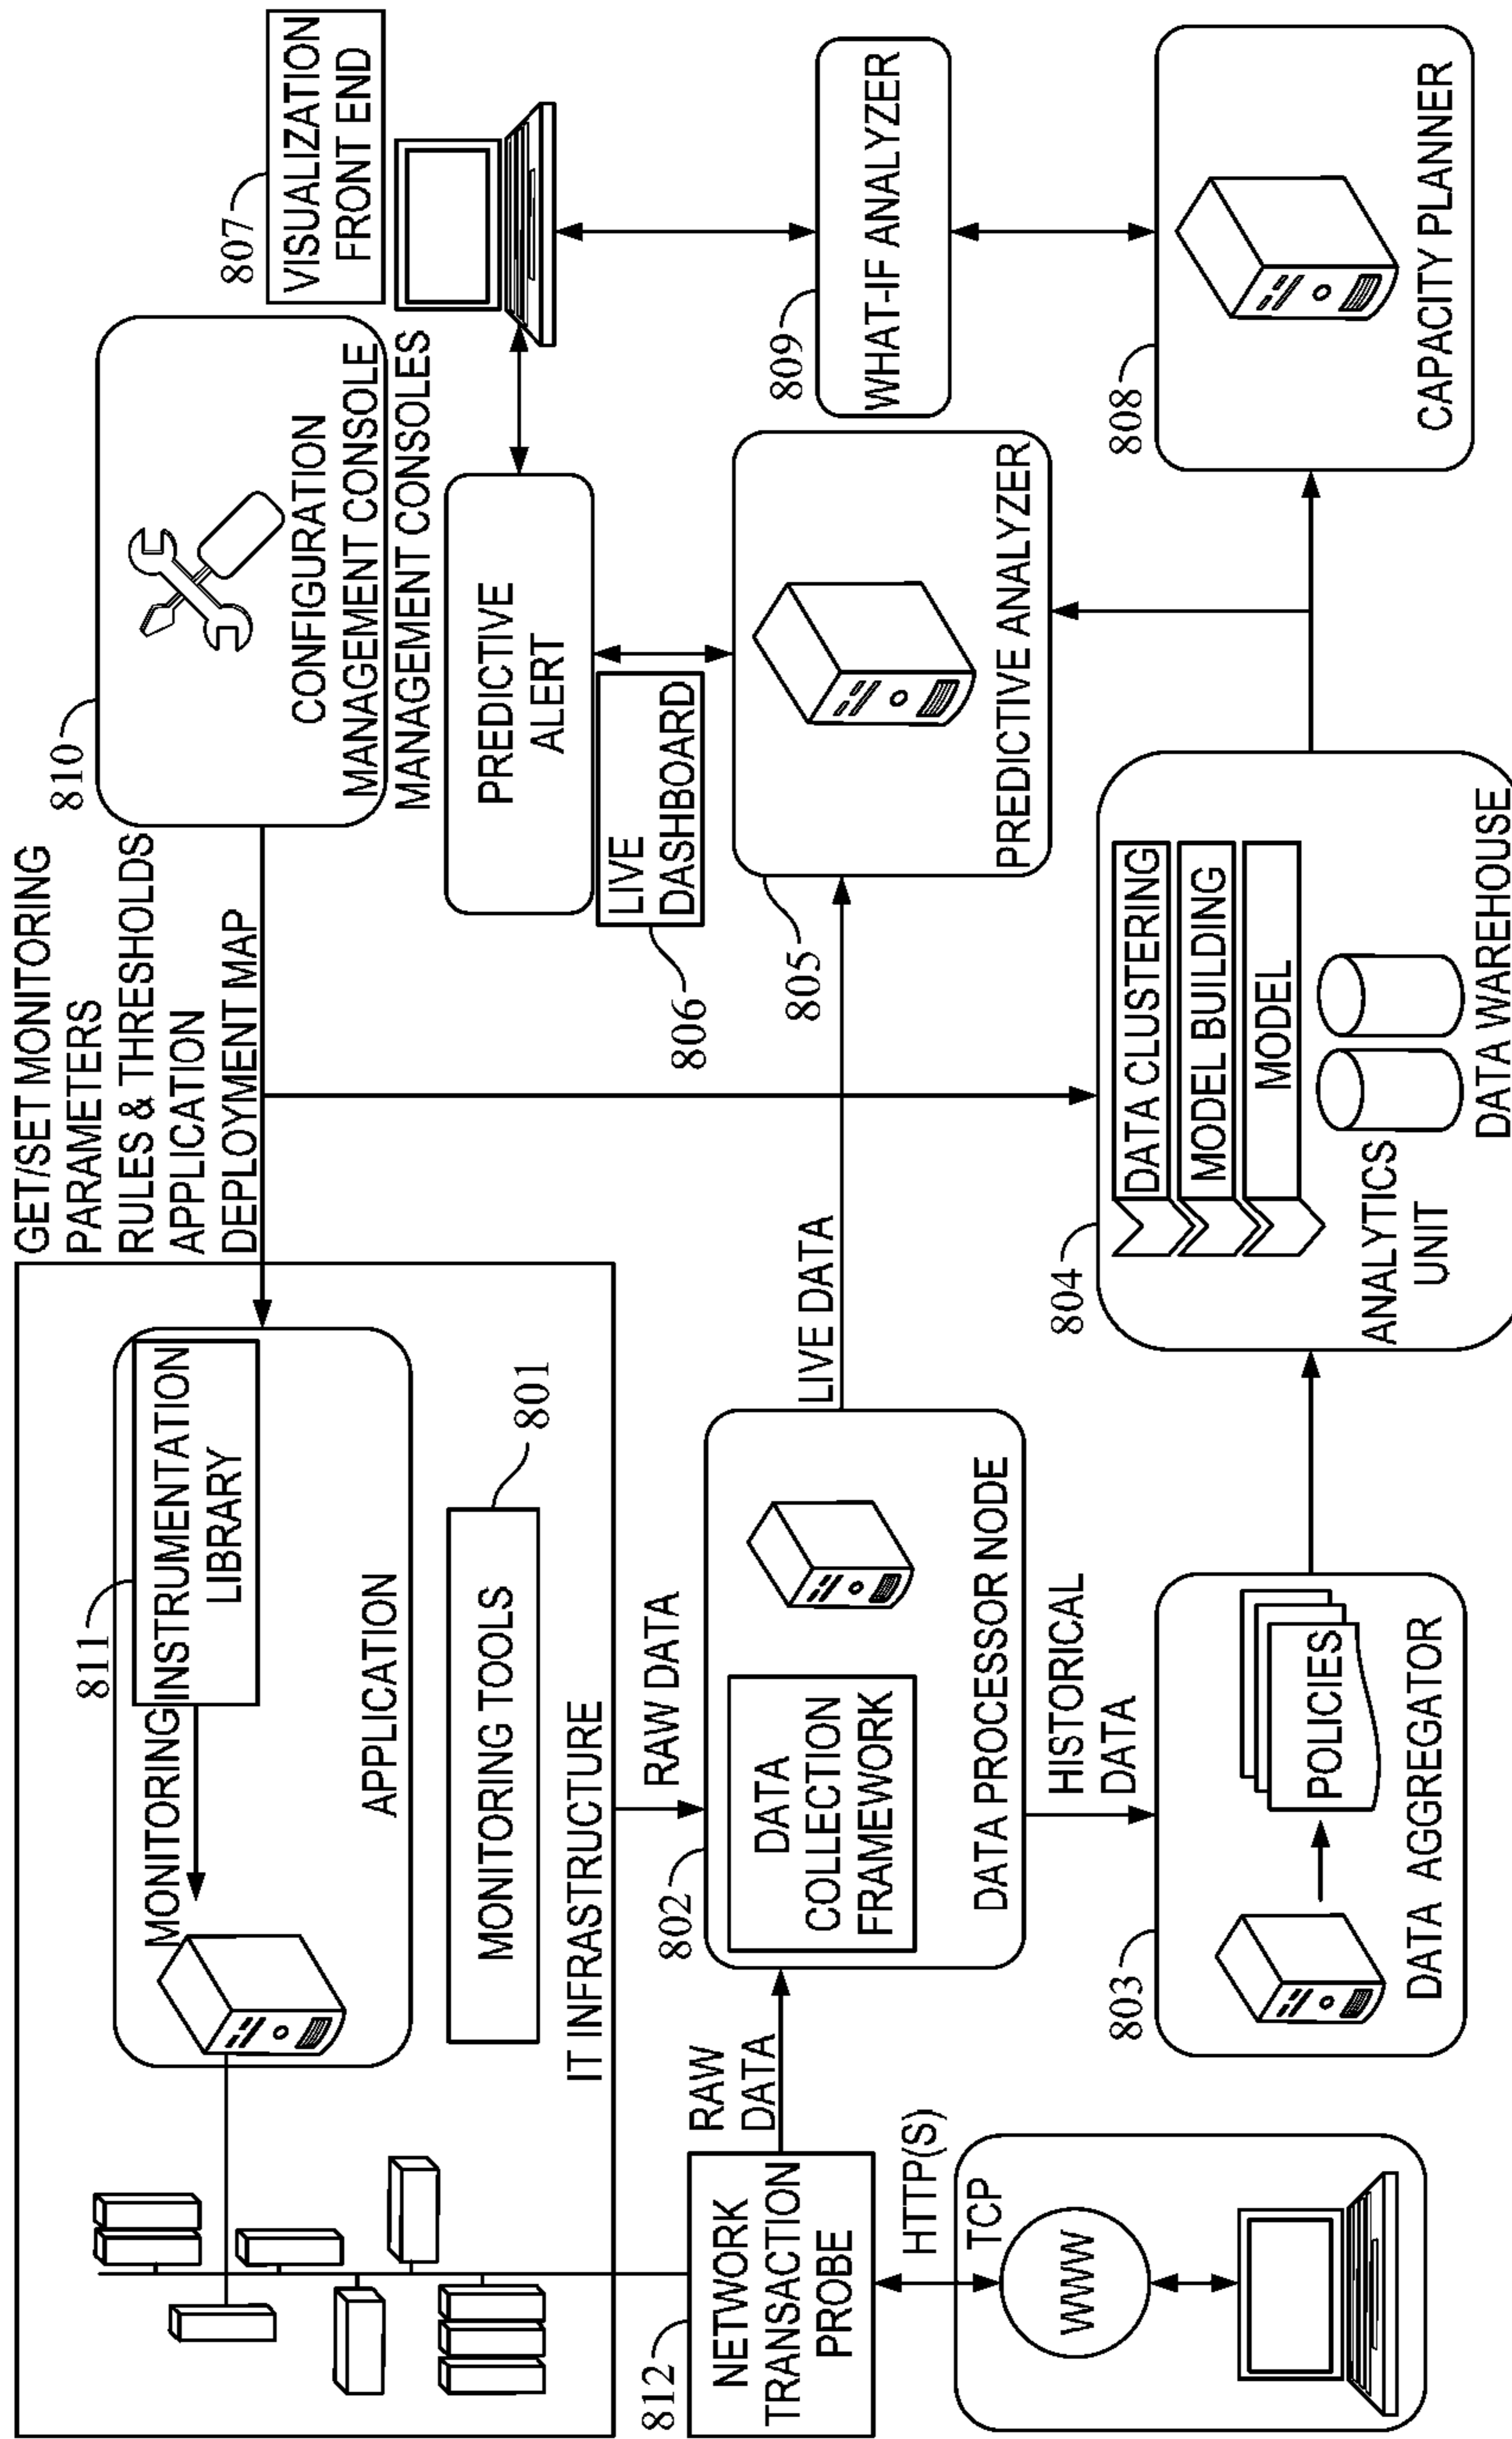 GET/SET MONITORING
PARAMETERS
RULES & THRESHOLDS
APPLICATION
DEPLOYMENT MAP
811
MONITORING
INSTRUMENTATION
LIBRARY
APPLICATION
801
MONITORING TOOLS
IT INFRASTRUCTURE
810
CONFIGURATION
MANAGEMENT CONSOLE
MANAGEMENT CONSOLES
807
VISUALIZATION
FRONT END
PREDICTIVE
ALERT
LIVE
DASHBOARD
806
812
NETWORK
TRANSACTION
PROBE
RAW
DATA
RAW DATA
802
DATA
COLLECTION
FRAMEWORK
DATA PROCESSOR NODE
LIVE DATA
805
PREDICTIVE ANALYZER
809
WHAT-IF ANALYZER
HTTP(S)
TCP
WWW
HISTORICAL
DATA
803
POLICIES
DATA AGGREGATOR
804
DATA CLUSTERING
MODEL BUILDING
MODEL
ANALYTICS
UNIT
DATA WAREHOUSE
808
CAPACITY PLANNER